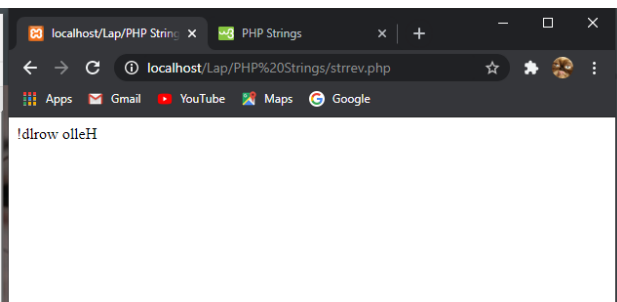 localhost/Lap/PHP String
PHP Strings
localhost/Lap/PHP%20Strings/strrev.php
Apps Gmail YouTube Maps Google
!dlrow olleH